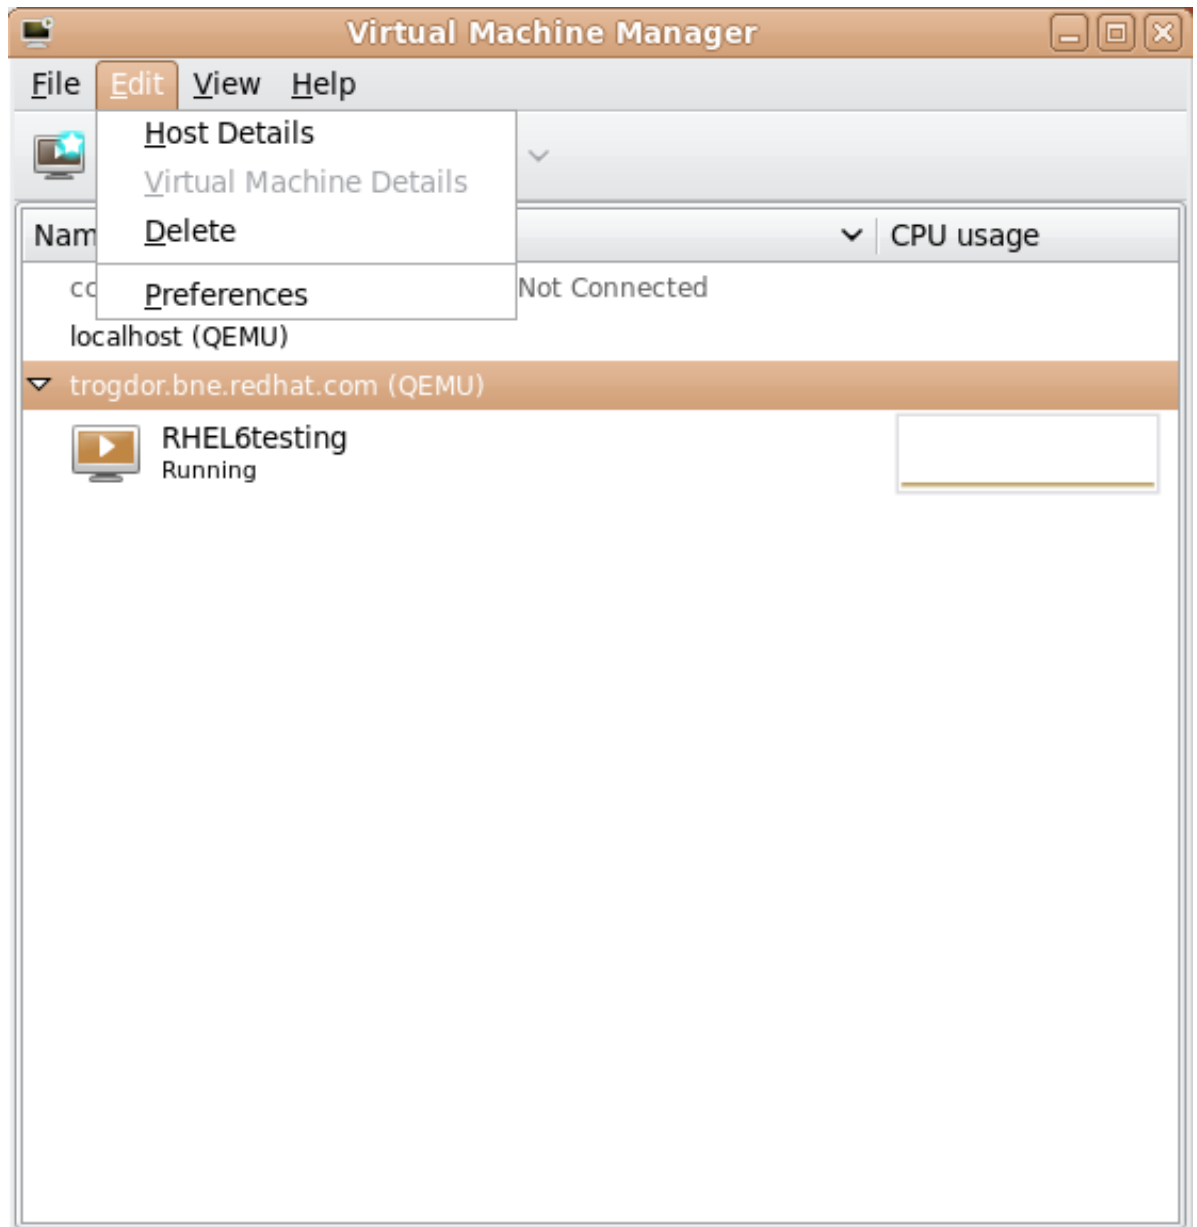 Virtual Machine Manager
File Edit View Help
Host Details
Virtual Machine Details
Delete
Preferences
CPU usage
Not Connected
localhost (QEMU)
trogdor.bne.redhat.com (QEMU)
RHEL6testing
Running